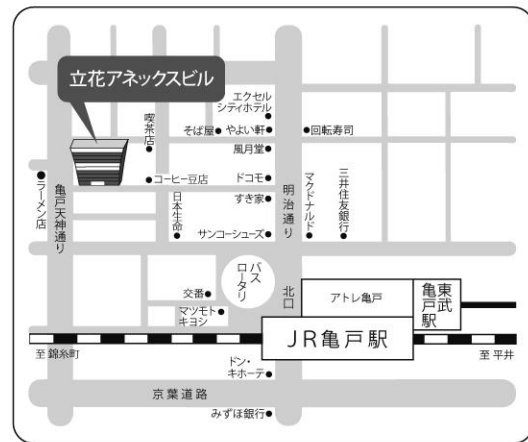 立花アネックスビル
エクセル
シティホテル
喫茶店
そば屋
やよい軒
回転寿司
風月堂
コーヒー豆店
ドコモ
ラーメン店
亀戸天神通り
日本生命
すき家
明治通り
マクドナルド
三井住友銀行
サンコーシューズ
バス
ロータリー
交番
マツモト
キヨシ
北口
アトレ亀戸
東武
亀戸駅
JR亀戸駅
至 錦糸町
至 平井
ドン・
キホーテ
京葉道路
みずほ銀行